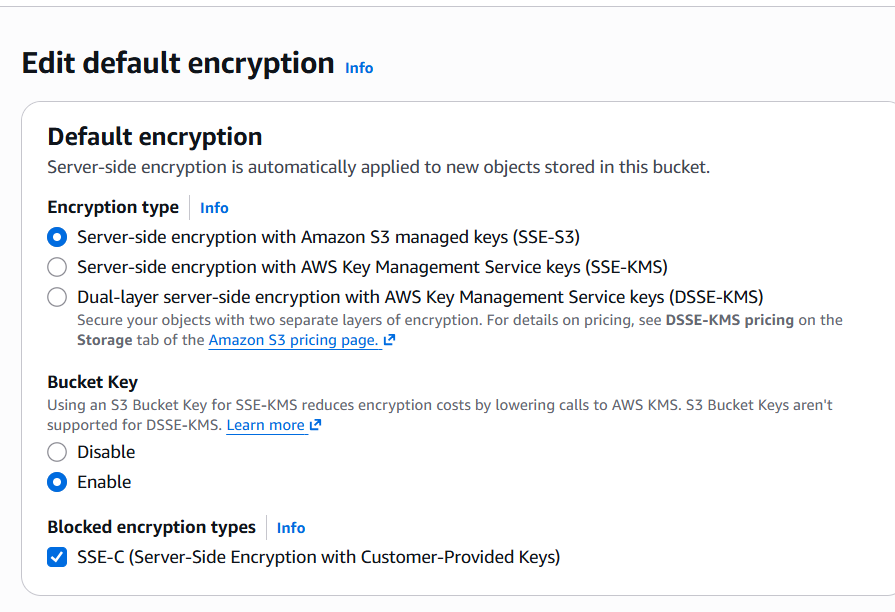 Edit default encryption Info
Default encryption
Server-side encryption is automatically applied to new objects stored in this bucket.
Encryption type Info
Server-side encryption with Amazon S3 managed keys (SSE-S3)
Server-side encryption with AWS Key Management Service keys (SSE-KMS)
Dual-layer server-side encryption with AWS Key Management Service keys (DSSE-KMS)
Secure your objects with two separate layers of encryption. For details on pricing, see DSSE-KMS pricing on the
Storage tab of the Amazon S3 pricing page.
Bucket Key
Using an S3 Bucket Key for SSE-KMS reduces encryption costs by lowering calls to AWS KMS. S3 Bucket Keys aren't
supported for DSSE-KMS. Learn more
Disable
Enable
Blocked encryption types Info
SSE-C (Server-Side Encryption with Customer-Provided Keys)